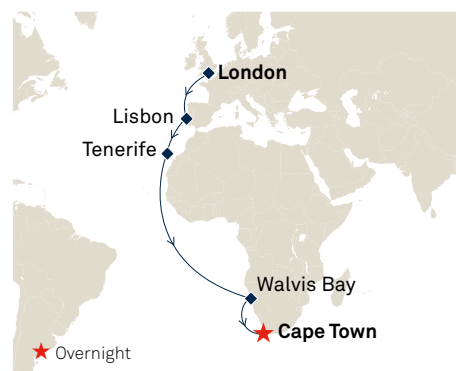 London
Lisbon
Tenerife
Walvis Bay
Cape Town
Overnight